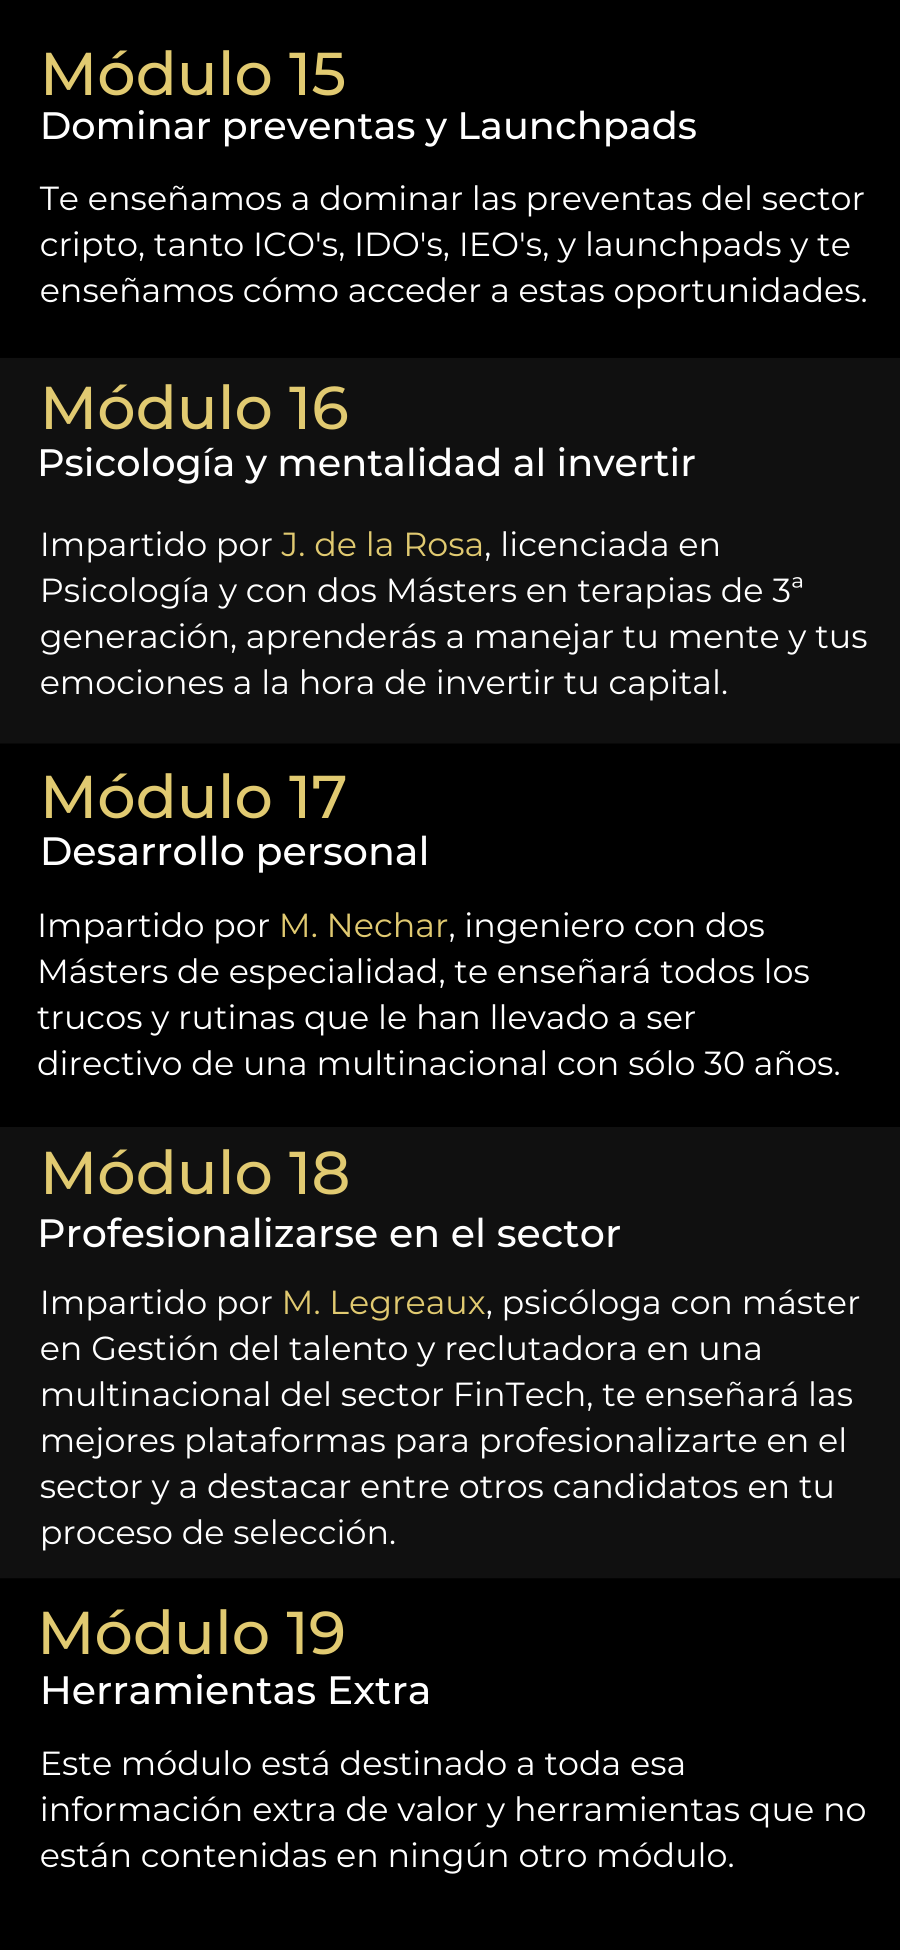 Módulo 15
Dominar preventas y Launchpads
Te enseñamos a dominar las preventas del sector
cripto, tanto ICO's, IDO's, IEO's, y launchpads y te
enseñamos cómo acceder a estas oportunidades.
Módulo 16
Psicología y mentalidad al invertir
Impartido por J. de la Rosa, licenciada en
Psicología y con dos Másters en terapias de 3ª
generación, aprenderás a manejar tu mente y tus
emociones a la hora de invertir tu capital.
Módulo 17
Desarrollo personal
Impartido por M. Nechar, ingeniero con dos
Másters de especialidad, te enseñará todos los
trucos y rutinas que le han llevado a ser
directivo de una multinacional con sólo 30 años.
Módulo 18
Profesionalizarse en el sector
Impartido por M. Legreaux, psicóloga con máster
en Gestión del talento y reclutadora en una
multinacional del sector FinTech, te enseñará las
mejores plataformas para profesionalizarte en el
sector y a destacar entre otros candidatos en tu
proceso de selección.
Módulo 19
Herramientas Extra
Este módulo está destinado a toda esa
información extra de valor y herramientas que no
están contenidas en ningún otro módulo.